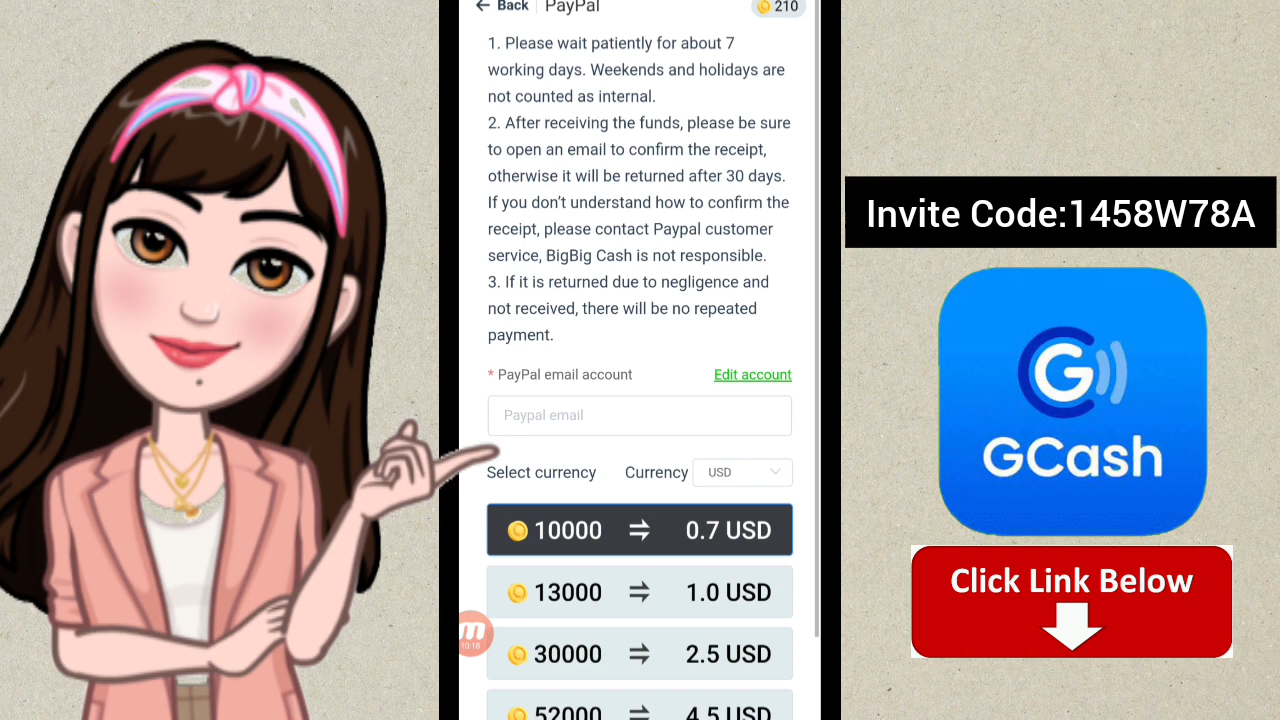 Back
PayPal
210
1. Please wait patiently for about 7
working days. Weekends and holidays are
not counted as internal.
2. After receiving the funds, please be sure
to open an email to confirm the receipt,
otherwise it will be returned after 30 days.
If you don’t understand how to confirm the
receipt, please contact Paypal customer
service, BigBig Cash is not responsible.
3. If it is returned due to negligence and
not received, there will be no repeated
payment.
* PayPal email account
Edit account
Paypal email
Select currency
Currency
USD
10000 ⇌ 0.7 USD
13000 ⇌ 1.0 USD
30000 ⇌ 2.5 USD
52000 ⇌ 4.5 USD
10:18
Invite Code:1458W78A
GCash
Click Link Below